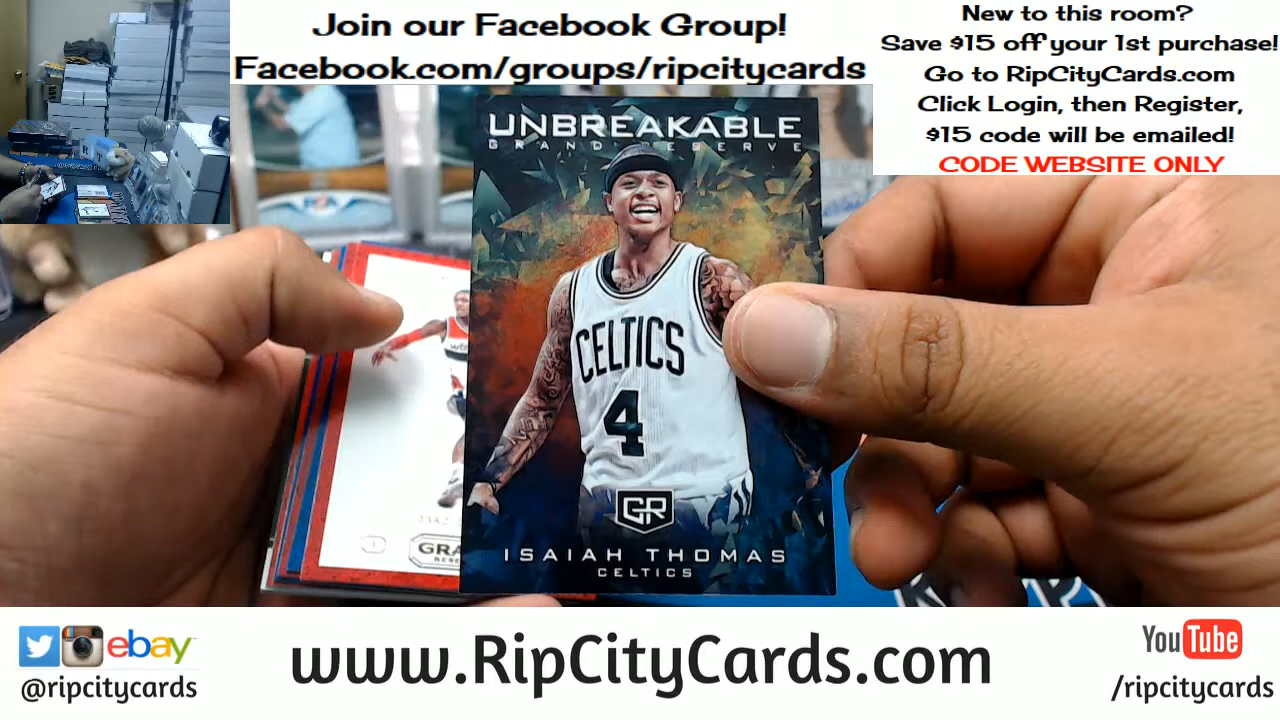 Join our Facebook Group!
Facebook.com/groups/ripcitycards
New to this room?
Save $15 off your 1st purchase!
Go to RipCityCards.com
Click Login, then Register,
$15 code will be emailed!
CODE WEBSITE ONLY
UNBREAKABLE
GRAND RESERVE
CELTICS
4
GR
ISAIAH THOMAS
CELTICS
GRA
ebay
@ripcitycards
www.RipCityCards.com
YouTube
/ripcitycards